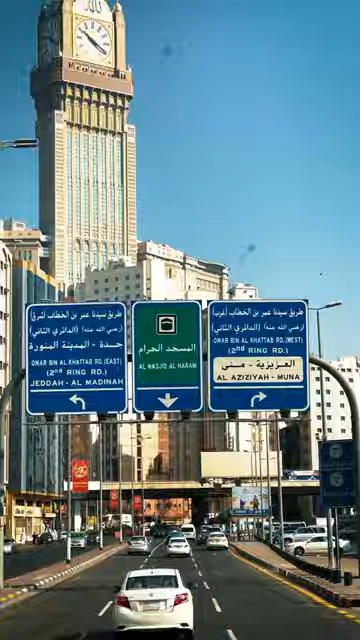 الله
طريق سيدنا عمر بن الخطاب (شرق)
(رضي الله عنه) (الدائري الثاني)
جـدة - المدينة المنورة
OMAR BIN AL KHATTAB RD.(EAST)
(2nd RING RD.)
JEDDAH - AL MADINAH
المسجد الحرام
AL MASJID AL HARAM
طريق سيدنا عمر بن الخطاب (غرب)
(رضي الله عنه) (الدائري الثاني)
OMAR BIN AL KHATTAB RD.(WEST)
(2nd RING RD.)
العزيزية - منى
AL AZIZIYAH - MUNA